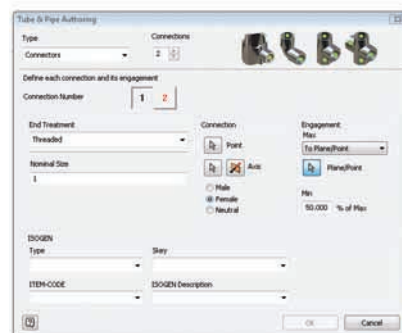 Tube & Pipe Authoring
Type
Connections
Connectors
2
Define each connection and its engagement
Connection Number
1
2
End Treatment
Threaded
Nominal Size
1
Connection
Point
Axis
Male
Female
Neutral
Engagement
Max
To Plane/Point
Plane/Point
Min
50.000 % of Max
ISOGEN
Type
Skey
ITEM-CODE
ISOGEN Description
?
OK
Cancel